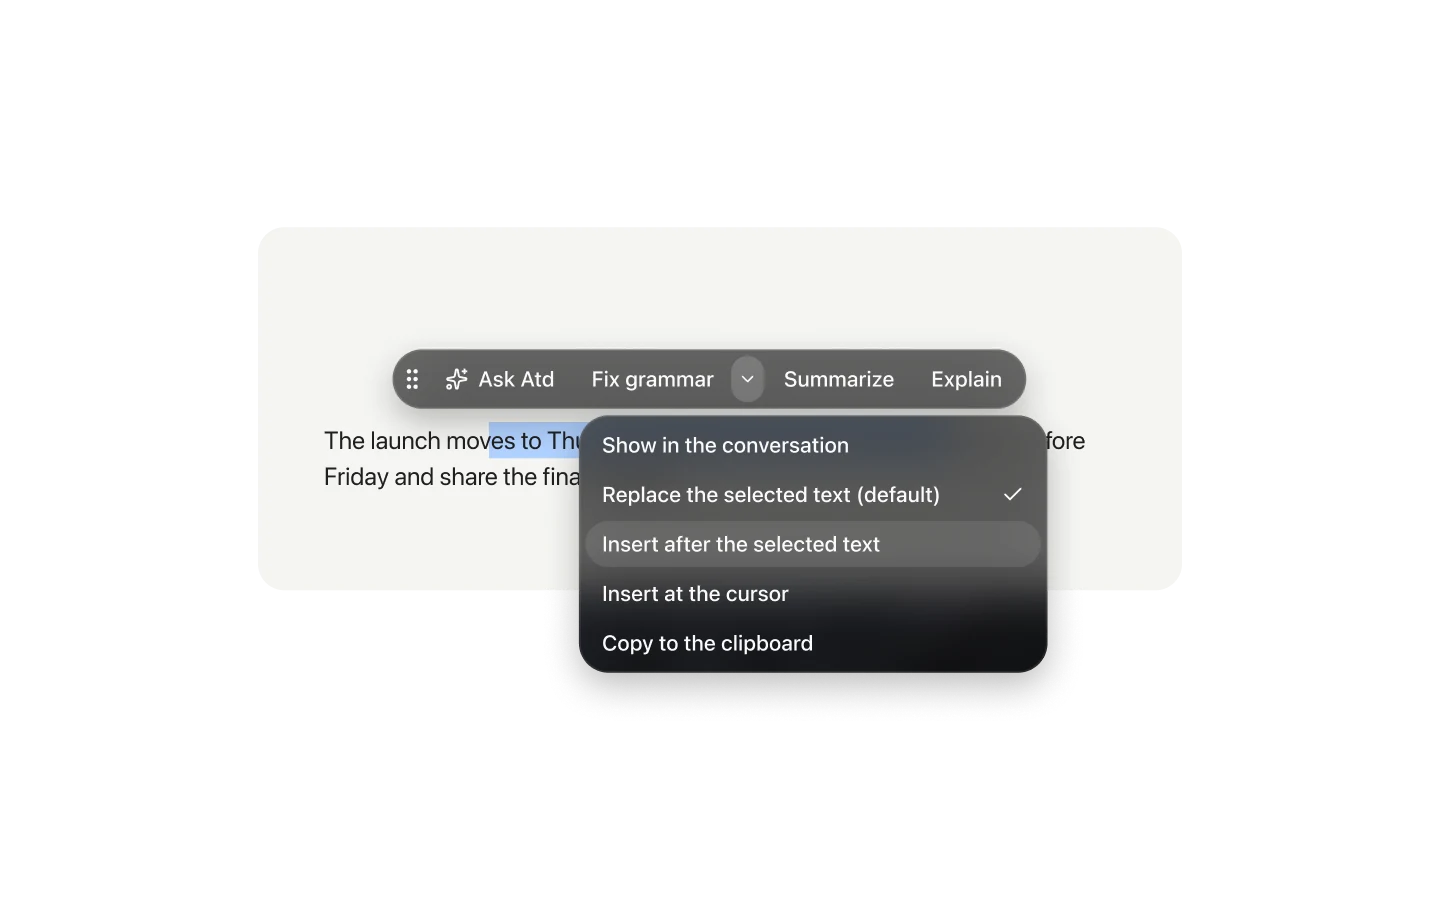 Ask Atd Fix grammar Summarize Explain
The launch moves to Thu fore
Friday and share the fina
Show in the conversation
Replace the selected text (default)
Insert after the selected text
Insert at the cursor
Copy to the clipboard